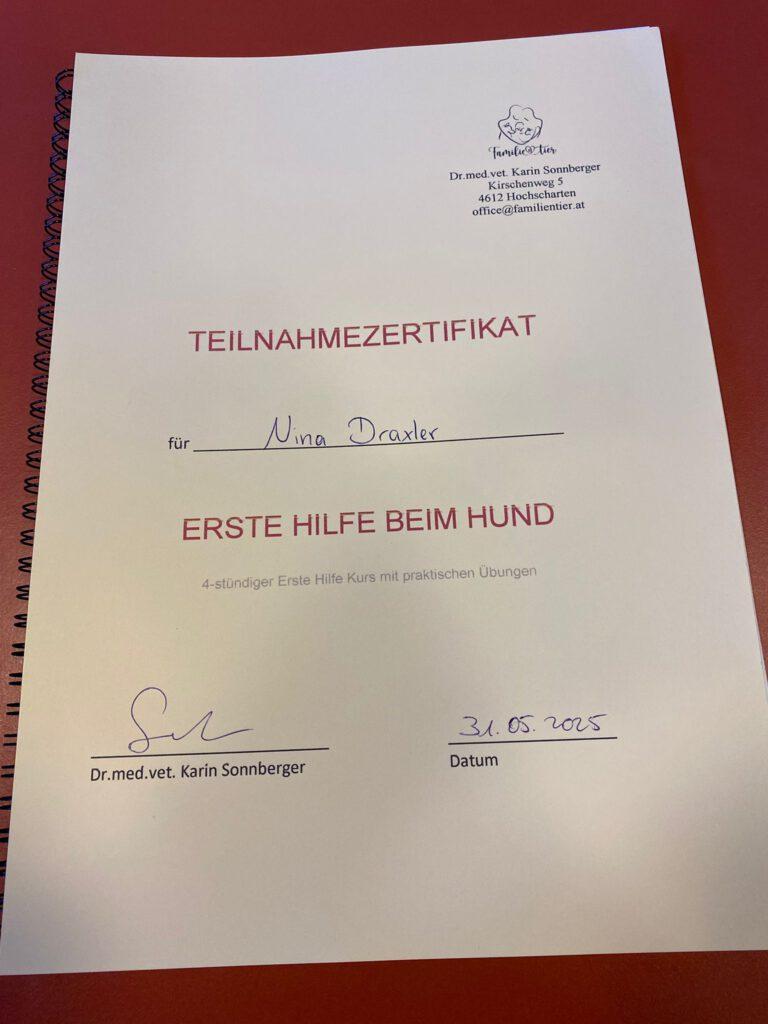 Familie & tier
Dr.med.vet. Karin Sonnberger
Kirschenweg 5
4612 Hochscharten
office@familientier.at
TEILNAHMEZERTIFIKAT
für Nina Draxler
ERSTE HILFE BEIM HUND
4-stündiger Erste Hilfe Kurs mit praktischen Übungen
31.05.2025
Dr.med.vet. Karin Sonnberger
Datum